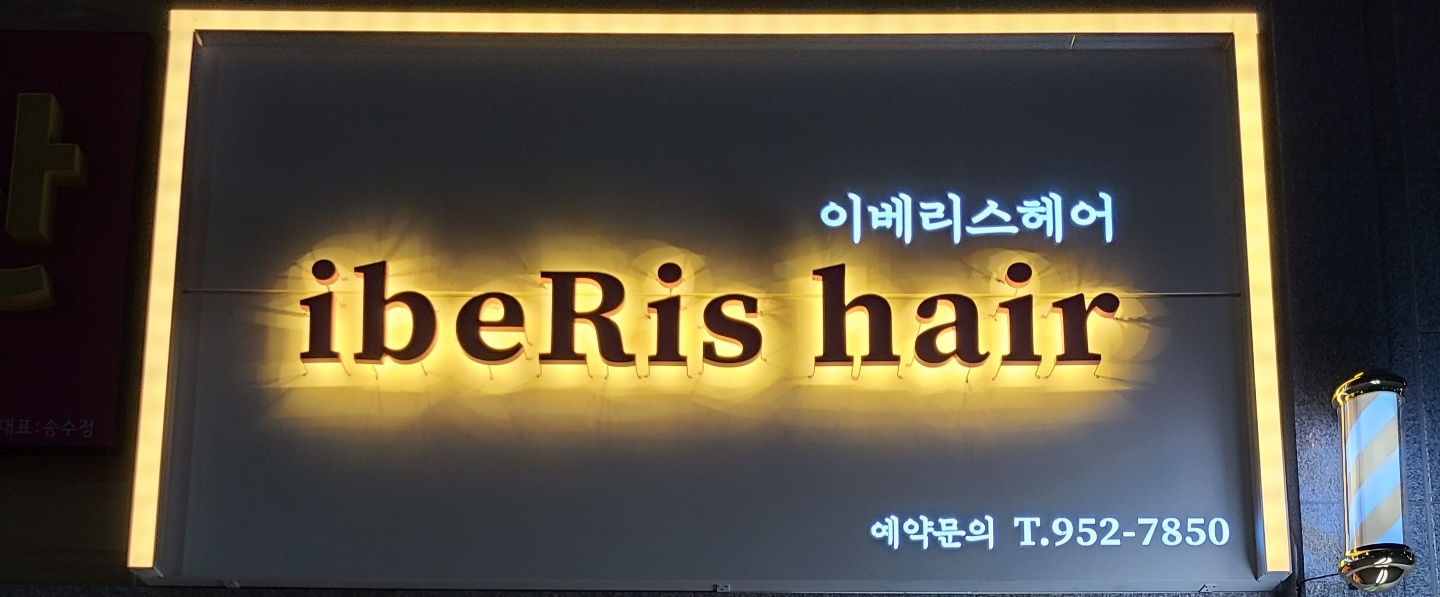 이베리스헤어
ibeRis hair
예약문의 T.952-7850
대표:송수정